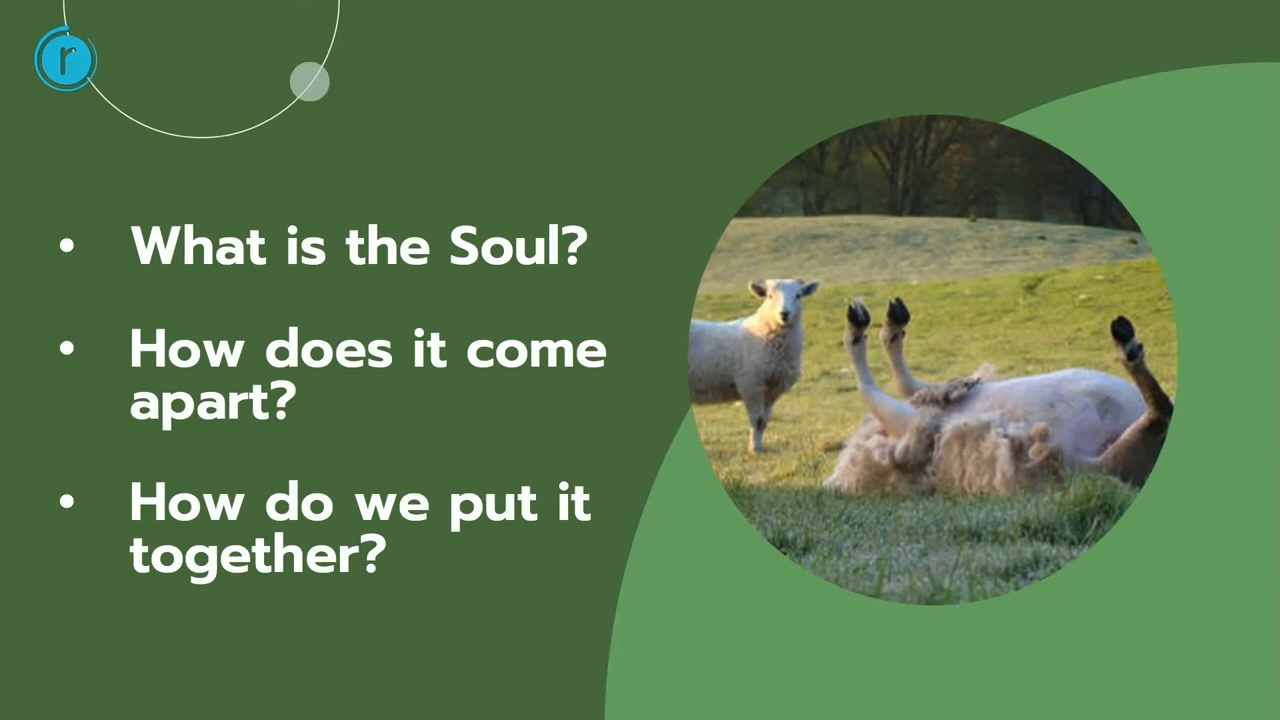 r
• What is the Soul?
• How does it come
apart?
• How do we put it
together?